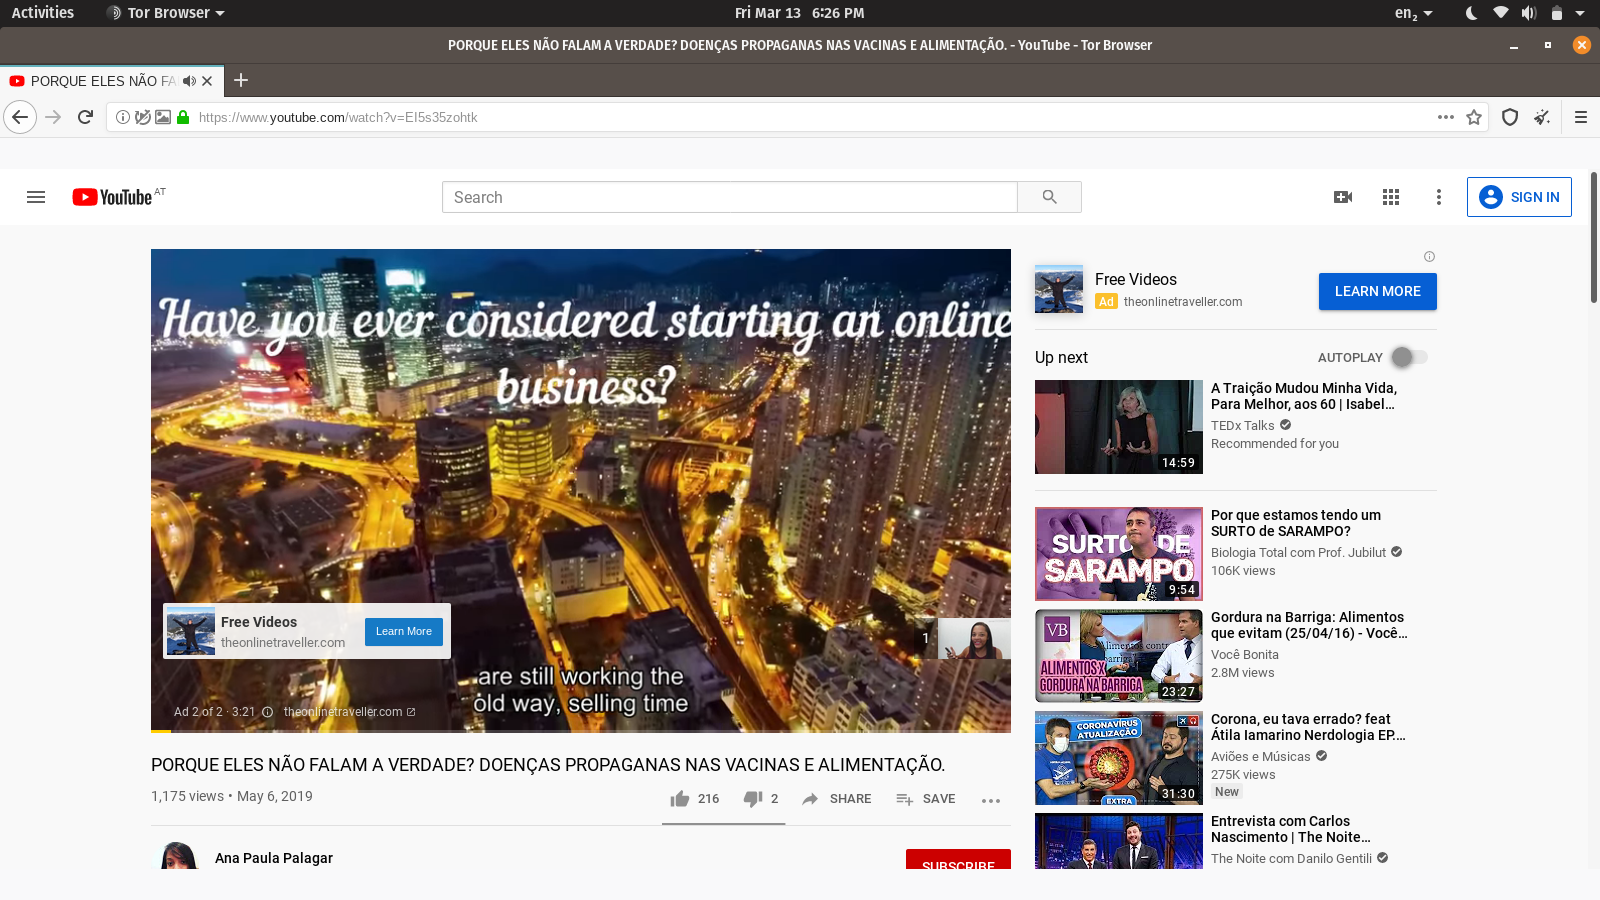 Activities
Tor Browser
Fri Mar 13 6:26 PM
en₂
PORQUE ELES NÃO FALAM A VERDADE? DOENÇAS PROPAGANAS NAS VACINAS E ALIMENTAÇÃO. - YouTube - Tor Browser
PORQUE ELES NÃO FA
https://www.youtube.com/watch?v=EI5s35zohtk
YouTube AT
Search
SIGN IN
Have you ever considered starting an online
business?
Free Videos
theonlinetraveller.com
Learn More
1
are still working the
old way, selling time
Ad 2 of 2 · 3:21
theonlinetraveller.com
PORQUE ELES NÃO FALAM A VERDADE? DOENÇAS PROPAGANAS NAS VACINAS E ALIMENTAÇÃO.
1,175 views • May 6, 2019
216
2
SHARE
SAVE
Ana Paula Palagar
SUBSCRIBE
Free Videos
Ad theonlinetraveller.com
LEARN MORE
Up next
AUTOPLAY
14:59
A Traição Mudou Minha Vida,
Para Melhor, aos 60 | Isabel...
TEDx Talks
Recommended for you
SURTO DE
SARAMPO
9:54
Por que estamos tendo um
SURTO de SARAMPO?
Biologia Total com Prof. Jubilut
106K views
VB
Alimentos contra
barriga
ALIMENTOS X
GORDURA NA BARRIGA
23:27
Gordura na Barriga: Alimentos
que evitam (25/04/16) - Você...
Você Bonita
2.8M views
CORONAVÍRUS
ATUALIZAÇÃO
EXTRA
31:30
Corona, eu tava errado? feat
Átila Iamarino Nerdologia EP....
Aviões e Músicas
275K views
New
Entrevista com Carlos
Nascimento | The Noite...
The Noite com Danilo Gentili